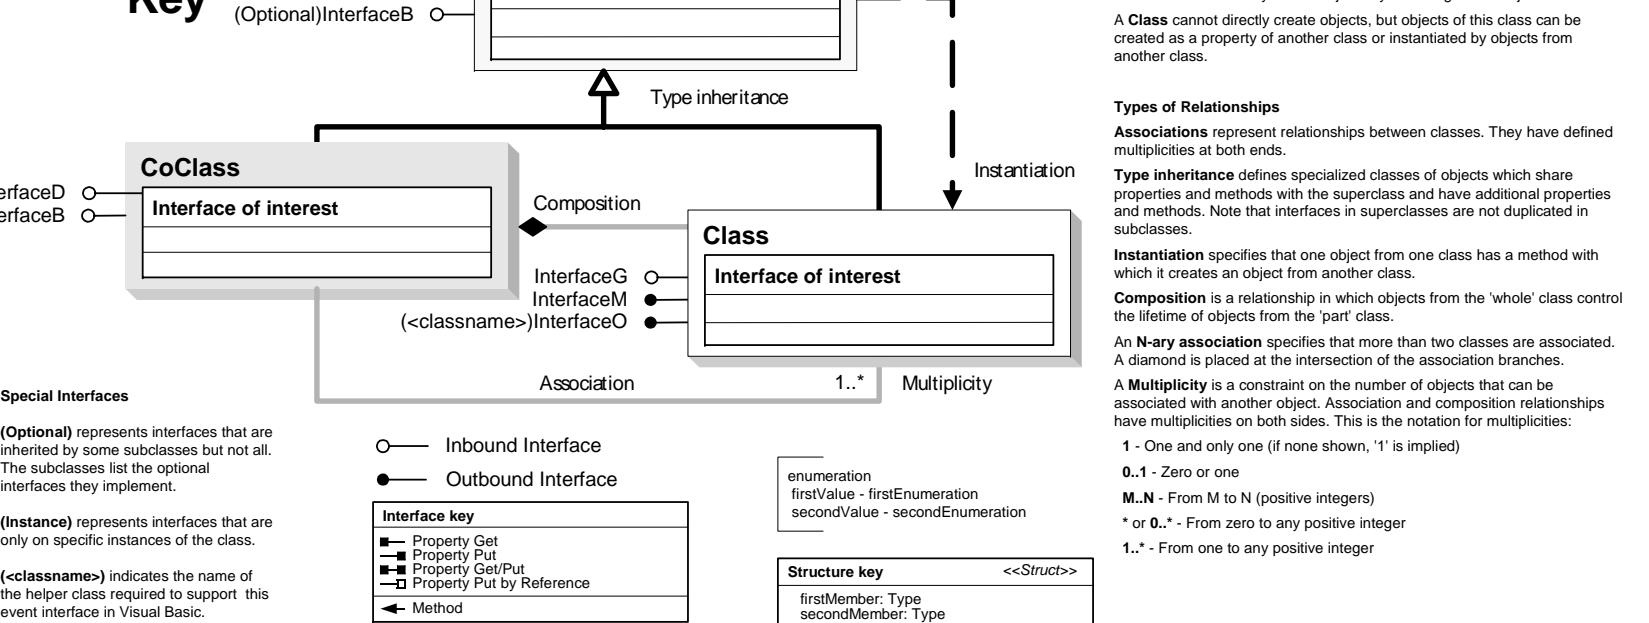 Key
(Optional)InterfaceB
Type inheritance
CoClass
Interface of interest
erfaceD
erfaceB
Composition
Instantiation
Class
Interface of interest
InterfaceG
InterfaceM
(<classname>)InterfaceO
Association
1..*
Multiplicity
Special Interfaces
(Optional) represents interfaces that are
inherited by some subclasses but not all.
The subclasses list the optional
interfaces they implement.
(Instance) represents interfaces that are
only on specific instances of the class.
(<classname>) indicates the name of
the helper class required to support this
event interface in Visual Basic.
Inbound Interface
Outbound Interface
Interface key
Property Get
Property Put
Property Get/Put
Property Put by Reference
Method
enumeration
firstValue - firstEnumeration
secondValue - secondEnumeration
Structure key <<Struct>>
firstMember: Type
secondMember: Type
A Class cannot directly create objects, but objects of this class can be
created as a property of another class or instantiated by objects from
another class.
Types of Relationships
Associations represent relationships between classes. They have defined
multiplicities at both ends.
Type inheritance defines specialized classes of objects which share
properties and methods with the superclass and have additional properties
and methods. Note that interfaces in superclasses are not duplicated in
subclasses.
Instantiation specifies that one object from one class has a method with
which it creates an object from another class.
Composition is a relationship in which objects from the 'whole' class control
the lifetime of objects from the 'part' class.
An N-ary association specifies that more than two classes are associated.
A diamond is placed at the intersection of the association branches.
A Multiplicity is a constraint on the number of objects that can be
associated with another object. Association and composition relationships
have multiplicities on both sides. This is the notation for multiplicities:
1 - One and only one (if none shown, '1' is implied)
0..1 - Zero or one
M..N - From M to N (positive integers)
* or 0..* - From zero to any positive integer
1..* - From one to any positive integer